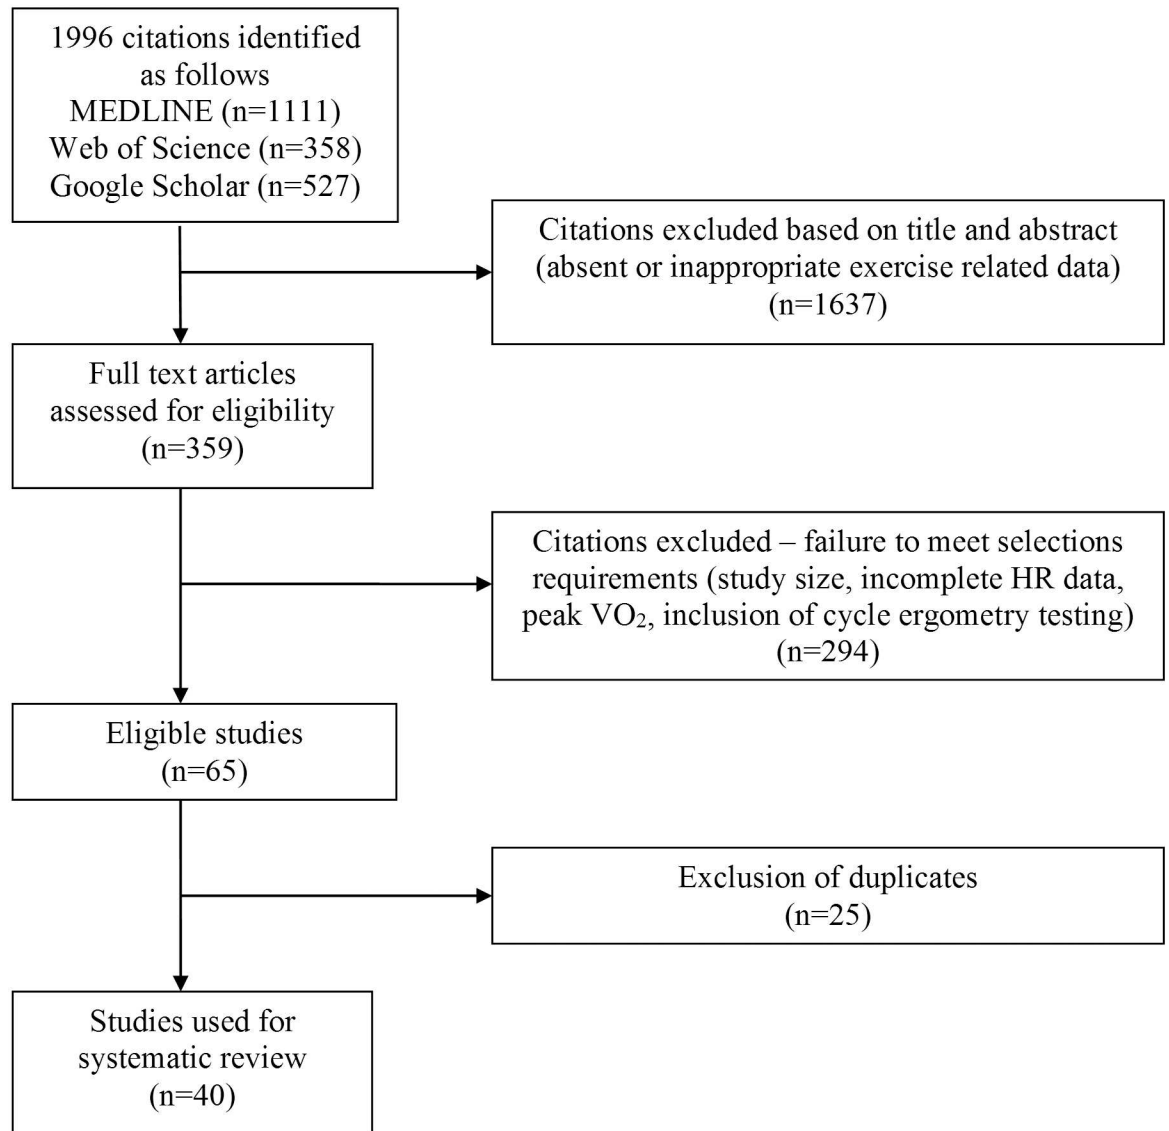 1996 citations identified
as follows
MEDLINE (n=1111)
Web of Science (n=358)
Google Scholar (n=527)
Citations excluded based on title and abstract
(absent or inappropriate exercise related data)
(n=1637)
Full text articles
assessed for eligibility
(n=359)
Citations excluded – failure to meet selections
requirements (study size, incomplete HR data,
peak VO₂, inclusion of cycle ergometry testing)
(n=294)
Eligible studies
(n=65)
Exclusion of duplicates
(n=25)
Studies used for
systematic review
(n=40)